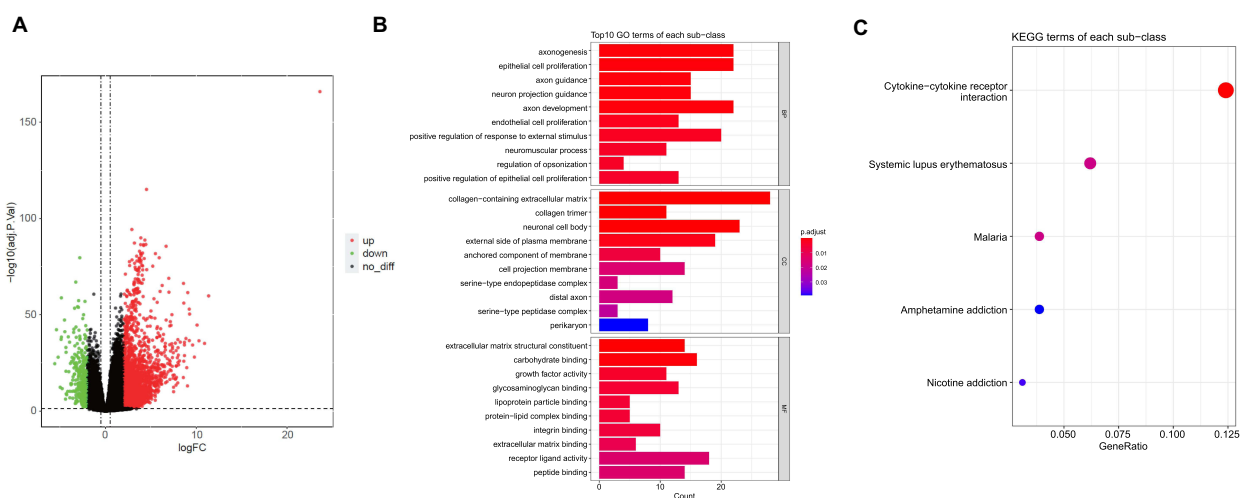 A
−log10(adj.P.Val)
150
100
50
0
0
10
20
logFC
up
down
no_diff
B
Top10 GO terms of each sub−class
axonogenesis
epithelial cell proliferation
axon guidance
neuron projection guidance
axon development
endothelial cell proliferation
positive regulation of response to external stimulus
neuromuscular process
regulation of opsonization
positive regulation of epithelial cell proliferation
BP
collagen−containing extracellular matrix
collagen trimer
neuronal cell body
external side of plasma membrane
anchored component of membrane
cell projection membrane
serine−type endopeptidase complex
distal axon
serine−type peptidase complex
perikaryon
CC
extracellular matrix structural constituent
carbohydrate binding
growth factor activity
glycosaminoglycan binding
lipoprotein particle binding
protein−lipid complex binding
integrin binding
extracellular matrix binding
receptor ligand activity
peptide binding
MF
0
10
20
Count
p.adjust
0.01
0.02
0.03
C
KEGG terms of each sub−class
Cytokine−cytokine receptor
interaction
Systemic lupus erythematosus
Malaria
Amphetamine addiction
Nicotine addiction
0.050
0.075
0.100
0.125
GeneRatio